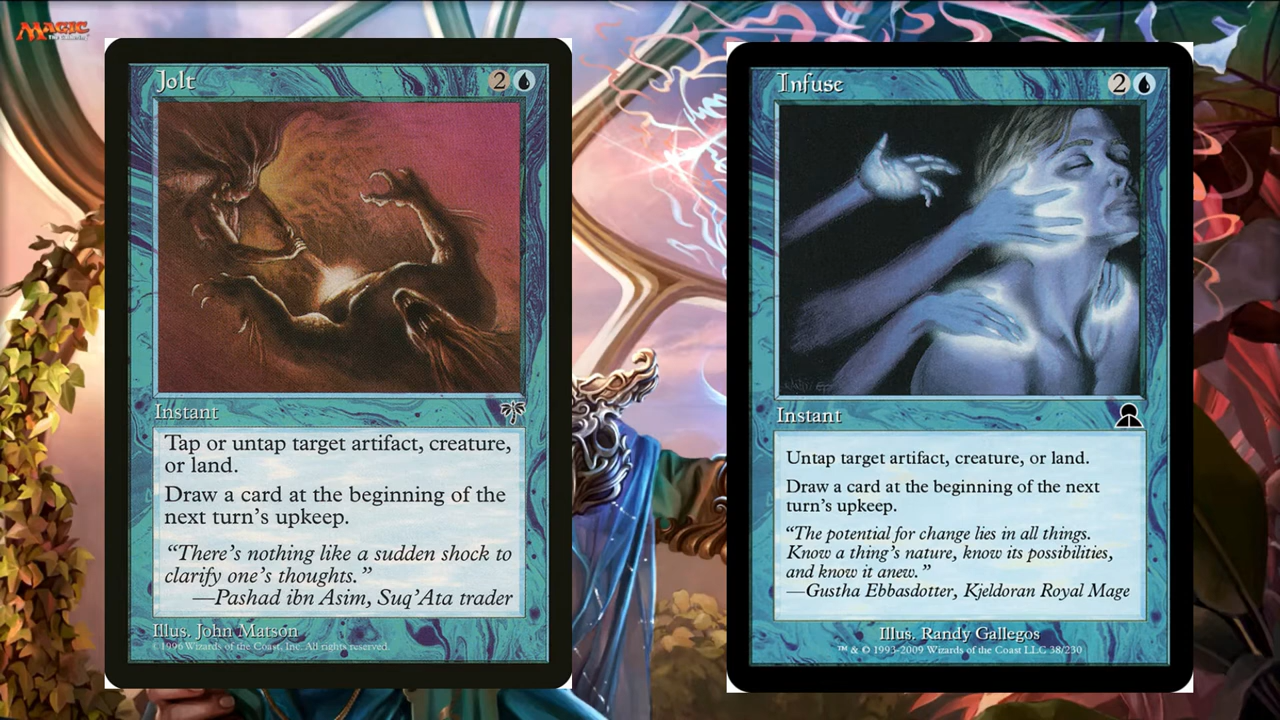 MAGIC
THE GATHERING
Jolt
2
Instant
Tap or untap target artifact, creature,
or land.
Draw a card at the beginning of the
next turn's upkeep.
“There's nothing like a sudden shock to
clarify one's thoughts.”
—Pashad ibn Asim, Suq'Ata trader
Illus. John Matson
©1996 Wizards of the Coast, Inc. All rights reserved.
Infuse
2
Instant
Untap target artifact, creature, or land.
Draw a card at the beginning of the next
turn's upkeep.
“The potential for change lies in all things.
Know a thing's nature, know its possibilities,
and know it anew.”
—Gustha Ebbasdotter, Kjeldoran Royal Mage
Illus. Randy Gallegos
™ & © 1993-2009 Wizards of the Coast LLC 38/230